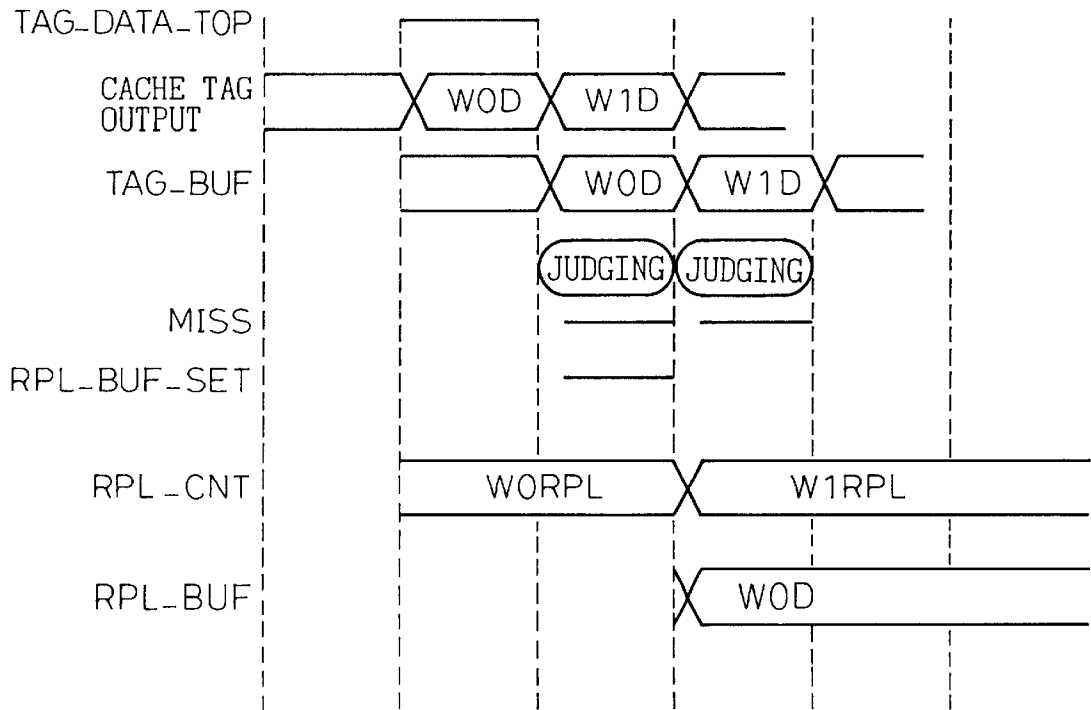 TAG_DATA_TOP
CACHE TAG
OUTPUT
W0D
W1D
TAG_BUF
W0D
W1D
JUDGING
JUDGING
MISS
RPL_BUF_SET
RPL_CNT
W0RPL
W1RPL
RPL_BUF
W0D